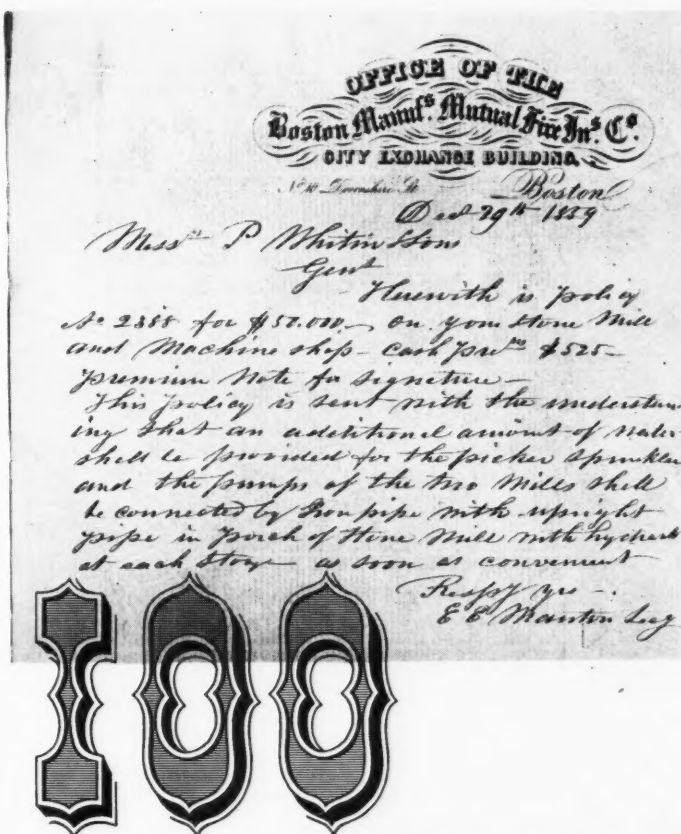 OFFICE OF THE
Boston Manufs. Mutual Fire Ins. Co.
CITY EXCHANGE BUILDING,
No 10 Devonshire St Boston
Decr 29th 1859
Messrs P Whitin & Sons
Gents
Herewith is policy
No 2388 for $50.000 – on your Stone Mill
and Machine shop – Cash Prem $525 –
Premium Note for signature –
This policy is sent with the understand
ing that an additional amount of water
shall be provided for the picker sprinkler
and the pumps of the two Mills shall
be connected by Iron pipe with upright
pipe in Porch of Stone Mill with hydrant
at each Story as soon as convenient
Respy yrs –
E E Manton Secy
100